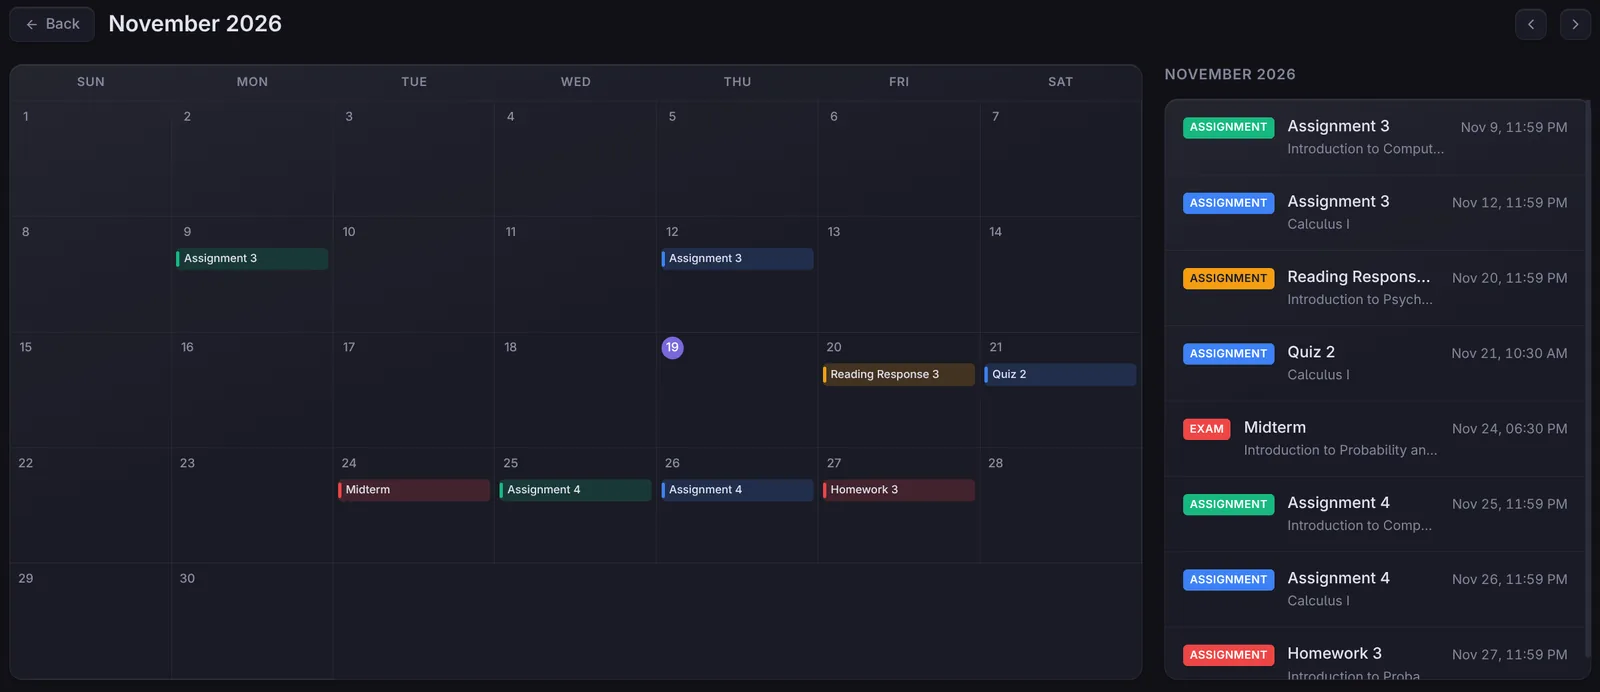 ← Back November 2026
SUN MON TUE WED THU FRI SAT
1 2 3 4 5 6 7
8 9 10 11 12 13 14
Assignment 3 Assignment 3
15 16 17 18 19 20 21
Reading Response 3 Quiz 2
22 23 24 25 26 27 28
Midterm Assignment 4 Assignment 4 Homework 3
29 30
NOVEMBER 2026
ASSIGNMENT Assignment 3 Nov 9, 11:59 PM
Introduction to Comput...
ASSIGNMENT Assignment 3 Nov 12, 11:59 PM
Calculus I
ASSIGNMENT Reading Respons... Nov 20, 11:59 PM
Introduction to Psych...
ASSIGNMENT Quiz 2 Nov 21, 10:30 AM
Calculus I
EXAM Midterm Nov 24, 06:30 PM
Introduction to Probability an...
ASSIGNMENT Assignment 4 Nov 25, 11:59 PM
Introduction to Comp...
ASSIGNMENT Assignment 4 Nov 26, 11:59 PM
Calculus I
ASSIGNMENT Homework 3 Nov 27, 11:59 PM
Introduction to Proba